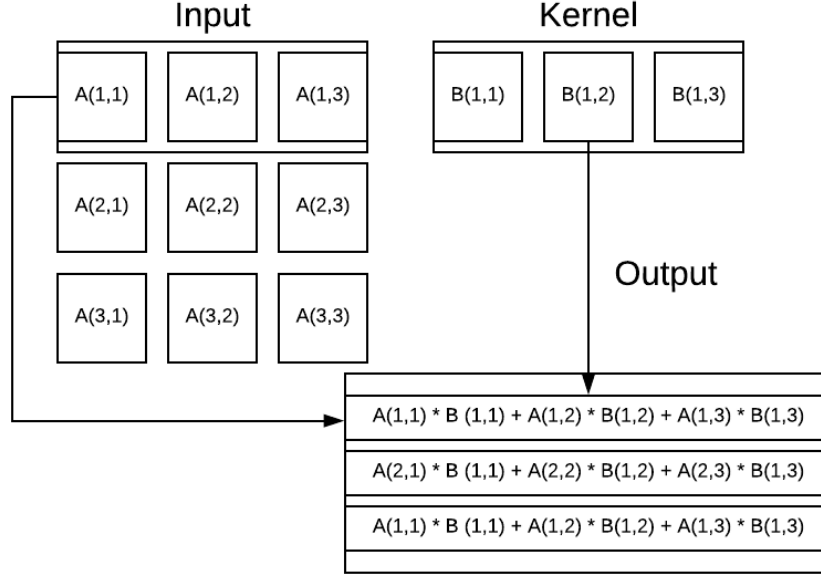 Input
Kernel
A(1,1) A(1,2) A(1,3)
B(1,1) B(1,2) B(1,3)
A(2,1) A(2,2) A(2,3)
Output
A(3,1) A(3,2) A(3,3)
A(1,1) * B (1,1) + A(1,2) * B(1,2) + A(1,3) * B(1,3)
A(2,1) * B (1,1) + A(2,2) * B(1,2) + A(2,3) * B(1,3)
A(1,1) * B (1,1) + A(1,2) * B(1,2) + A(1,3) * B(1,3)